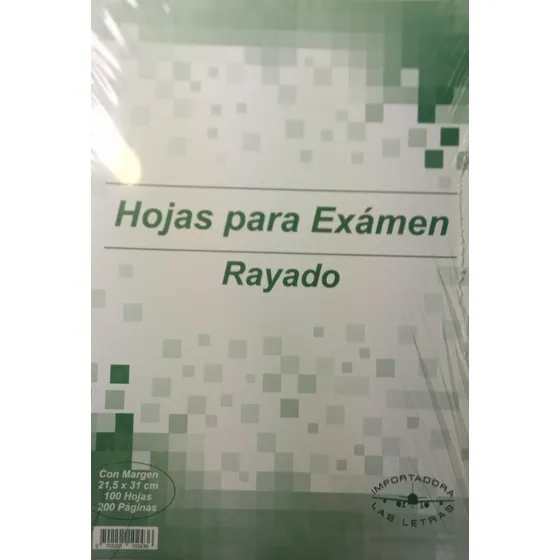 Hojas para Exámen
Rayado
Con Margen
21,5 x 31 cm
100 Hojas
200 Páginas
IMPORTADORA
LAS LETRAS